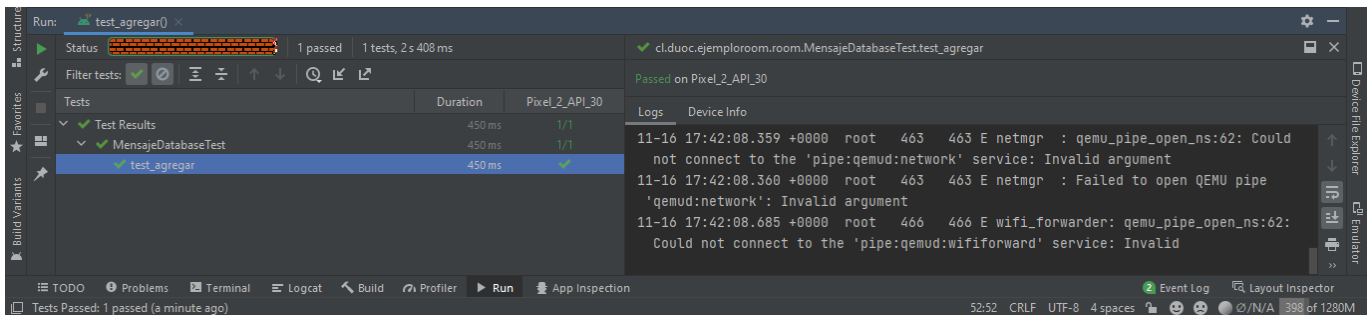 Run:
test_agregar()
Structure
Favorites
Build Variants
Status
1 passed
1 tests, 2 s 408 ms
Filter tests:
Tests
Duration
Pixel_2_API_30
Test Results
450 ms
1/1
MensajeDatabaseTest
450 ms
1/1
test_agregar
450 ms
cl.duoc.ejemploroom.room.MensajeDatabaseTest.test_agregar
Passed on Pixel_2_API_30
Logs
Device Info
11-16 17:42:08.359 +0000 root 463 463 E netmgr : qemu_pipe_open_ns:62: Could
not connect to the 'pipe:qemud:network' service: Invalid argument
11-16 17:42:08.360 +0000 root 463 463 E netmgr : Failed to open QEMU pipe
'qemud:network': Invalid argument
11-16 17:42:08.685 +0000 root 466 466 E wifi_forwarder: qemu_pipe_open_ns:62:
Could not connect to the 'pipe:qemud:wififorward' service: Invalid
Device File Explorer
Emulator
TODO
Problems
Terminal
Logcat
Build
Profiler
Run
App Inspection
2 Event Log
Layout Inspector
Tests Passed: 1 passed (a minute ago)
52:52 CRLF UTF-8 4 spaces
Ø/N/A
398 of 1280M